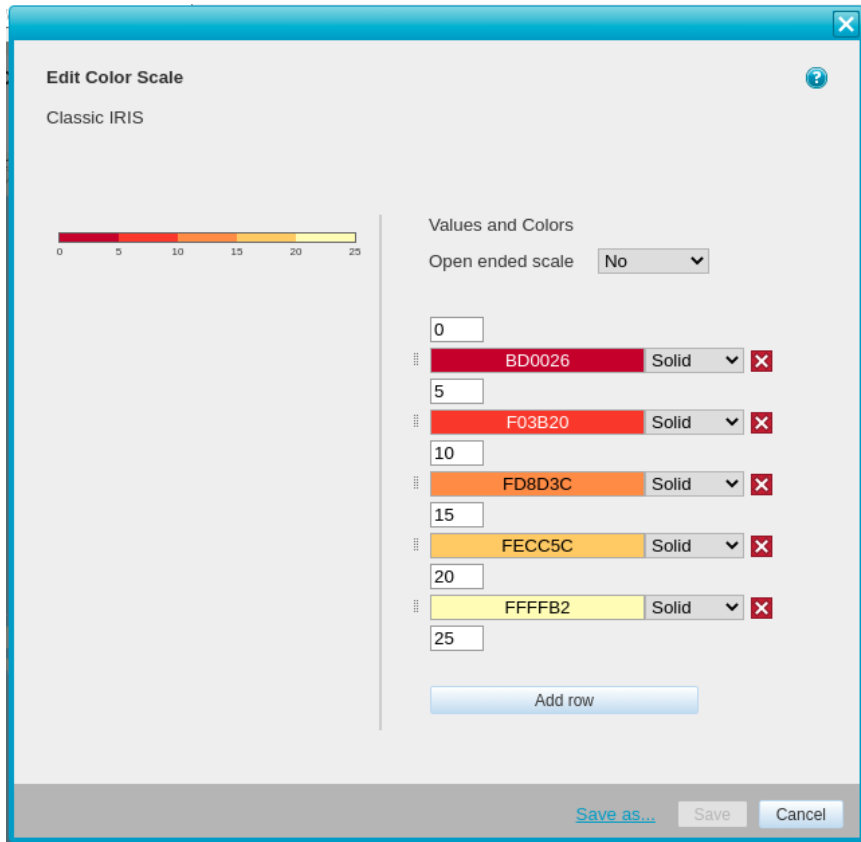 Edit Color Scale
?
Classic IRIS
0 5 10 15 20 25
Values and Colors
Open ended scale No
0
BD0026 Solid
5
F03B20 Solid
10
FD8D3C Solid
15
FECC5C Solid
20
FFFFB2 Solid
25
Add row
Save as... Save Cancel